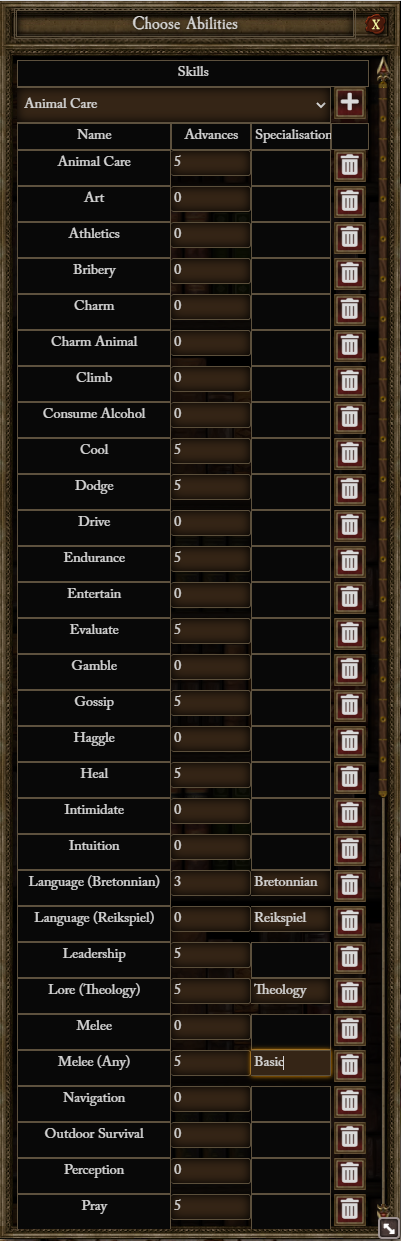 Choose Abilities
X
Skills
Animal Care
Name Advances Specialisation
Animal Care 5
Art 0
Athletics 0
Bribery 0
Charm 0
Charm Animal 0
Climb 0
Consume Alcohol 0
Cool 5
Dodge 5
Drive 0
Endurance 5
Entertain 0
Evaluate 5
Gamble 0
Gossip 5
Haggle 0
Heal 5
Intimidate 0
Intuition 0
Language (Bretonnian) 3 Bretonnian
Language (Reikspiel) 0 Reikspiel
Leadership 5
Lore (Theology) 5 Theology
Melee 0
Melee (Any) 5 Basic
Navigation 0
Outdoor Survival 0
Perception 0
Pray 5